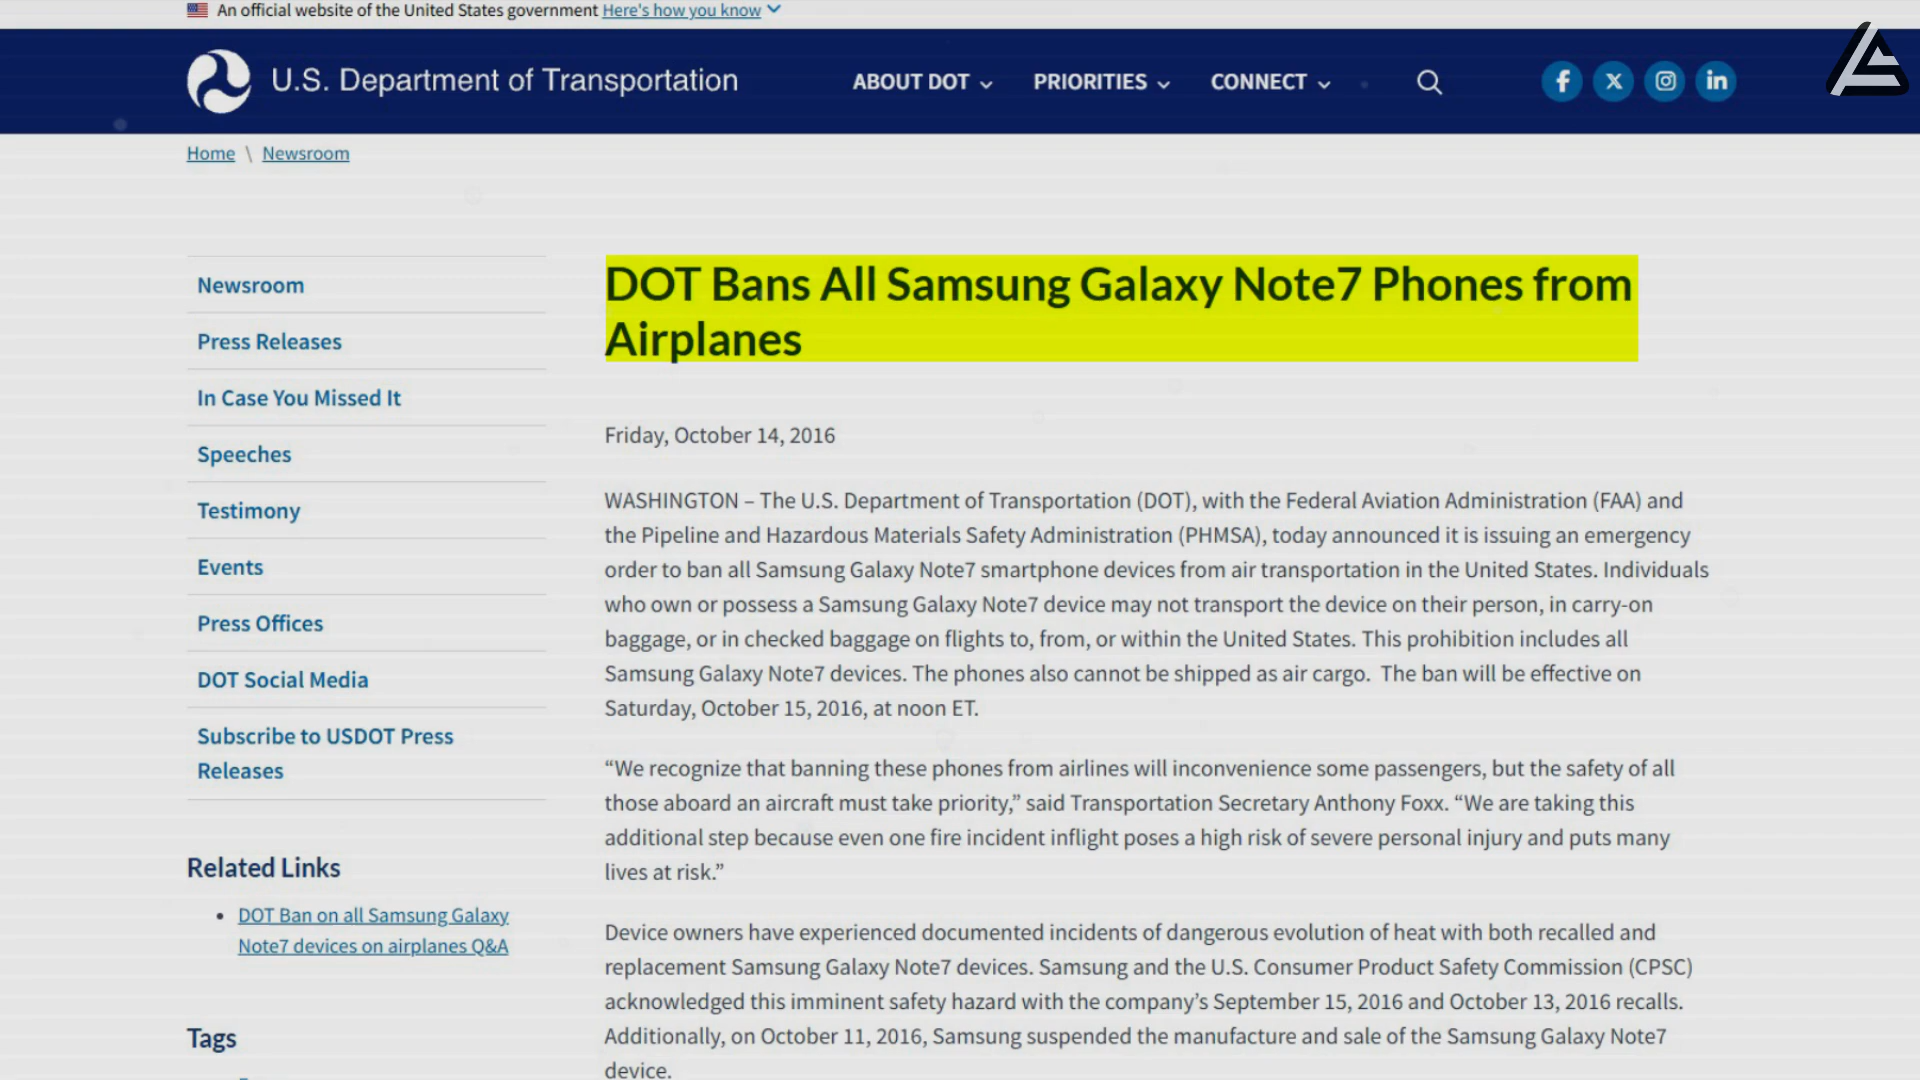 An official website of the United States government Here's how you know
U.S. Department of Transportation
ABOUT DOT
PRIORITIES
CONNECT
Home \ Newsroom
Newsroom
Press Releases
In Case You Missed It
Speeches
Testimony
Events
Press Offices
DOT Social Media
Subscribe to USDOT Press
Releases
Related Links
• DOT Ban on all Samsung Galaxy
Note7 devices on airplanes Q&A
Tags
DOT Bans All Samsung Galaxy Note7 Phones from
Airplanes
Friday, October 14, 2016
WASHINGTON – The U.S. Department of Transportation (DOT), with the Federal Aviation Administration (FAA) and
the Pipeline and Hazardous Materials Safety Administration (PHMSA), today announced it is issuing an emergency
order to ban all Samsung Galaxy Note7 smartphone devices from air transportation in the United States. Individuals
who own or possess a Samsung Galaxy Note7 device may not transport the device on their person, in carry-on
baggage, or in checked baggage on flights to, from, or within the United States. This prohibition includes all
Samsung Galaxy Note7 devices. The phones also cannot be shipped as air cargo.  The ban will be effective on
Saturday, October 15, 2016, at noon ET.
“We recognize that banning these phones from airlines will inconvenience some passengers, but the safety of all
those aboard an aircraft must take priority,” said Transportation Secretary Anthony Foxx. “We are taking this
additional step because even one fire incident inflight poses a high risk of severe personal injury and puts many
lives at risk.”
Device owners have experienced documented incidents of dangerous evolution of heat with both recalled and
replacement Samsung Galaxy Note7 devices. Samsung and the U.S. Consumer Product Safety Commission (CPSC)
acknowledged this imminent safety hazard with the company’s September 15, 2016 and October 13, 2016 recalls.
Additionally, on October 11, 2016, Samsung suspended the manufacture and sale of the Samsung Galaxy Note7
device.